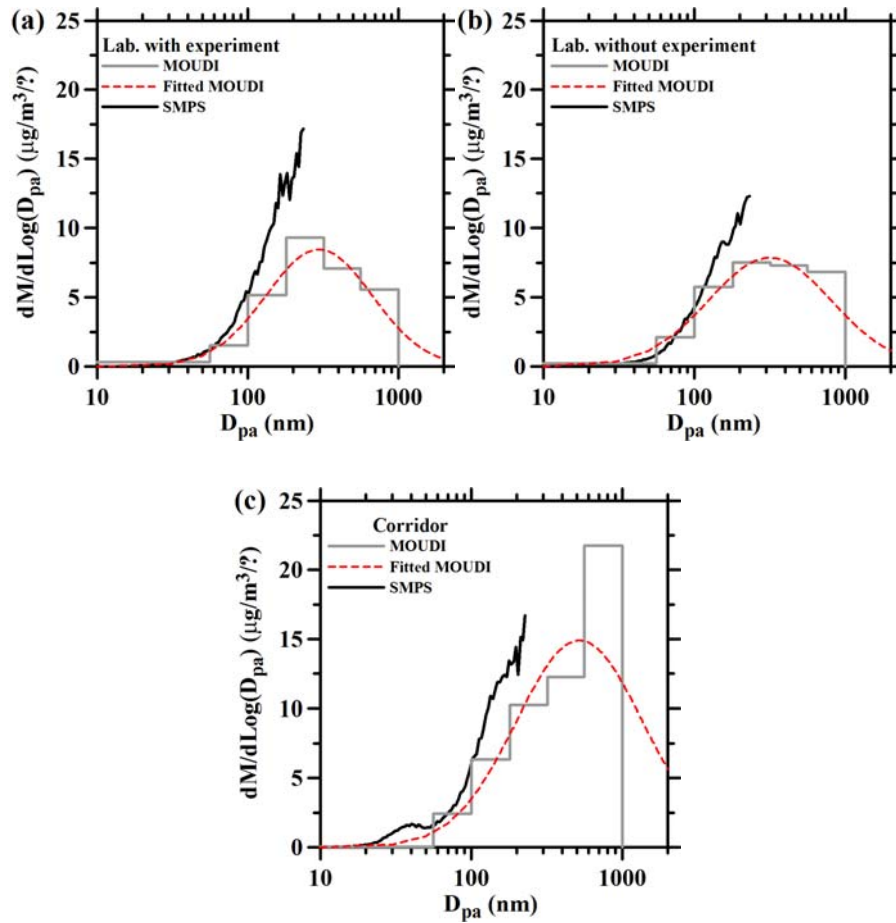 (a)
25
20
15
10
5
0
dM/dLog(Dpa) (μg/m3/?)
Lab. with experiment
MOUDI
Fitted MOUDI
SMPS
10 100 1000
Dpa (nm)
(b)
25
20
15
10
5
0
dM/dLog(Dpa) (μg/m3/?)
Lab. without experiment
MOUDI
Fitted MOUDI
SMPS
10 100 1000
Dpa (nm)
(c)
25
20
15
10
5
0
dM/dLog(Dpa) (μg/m3/?)
Corridor
MOUDI
Fitted MOUDI
SMPS
10 100 1000
Dpa (nm)